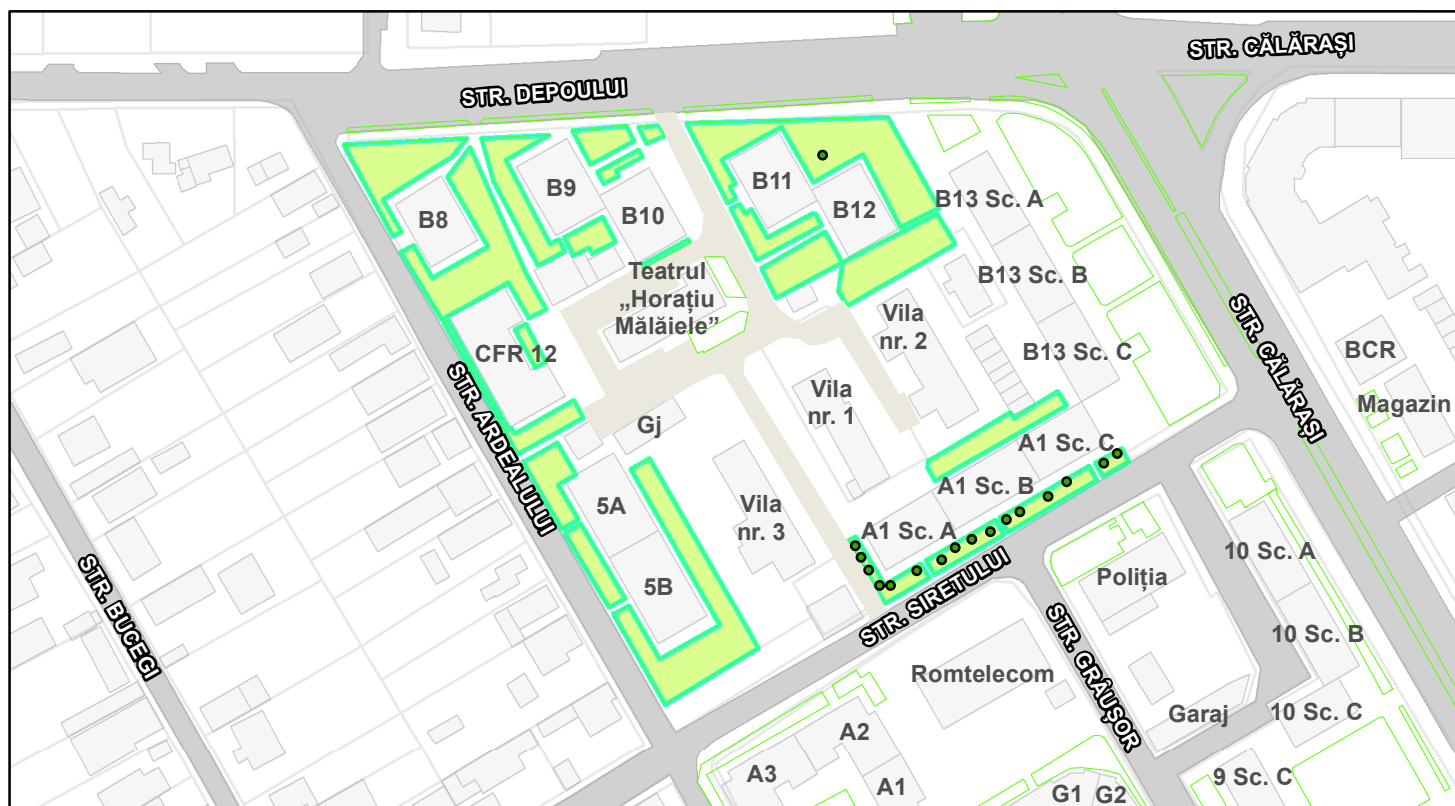 STR. CĂLĂRAȘI
STR. DEPOULUI
B9
B11
B8
B10
B12
B13 Sc. A
Teatrul
„Horațiu
Mălăiele”
B13 Sc. B
Vila
nr. 2
CFR 12
B13 Sc. C
STR. CĂLĂRAȘI
BCR
Magazin
Vila
nr. 1
Gj
STR. ARDEALULUI
A1 Sc. C
A1 Sc. B
5A
Vila
nr. 3
A1 Sc. A
10 Sc. A
Poliția
5B
STR. BUCEGI
STR. SIRETULUI
10 Sc. B
STR. GRÂUȘOR
Romtelecom
Garaj
10 Sc. C
A2
A3
A1
9 Sc. C
G1
G2